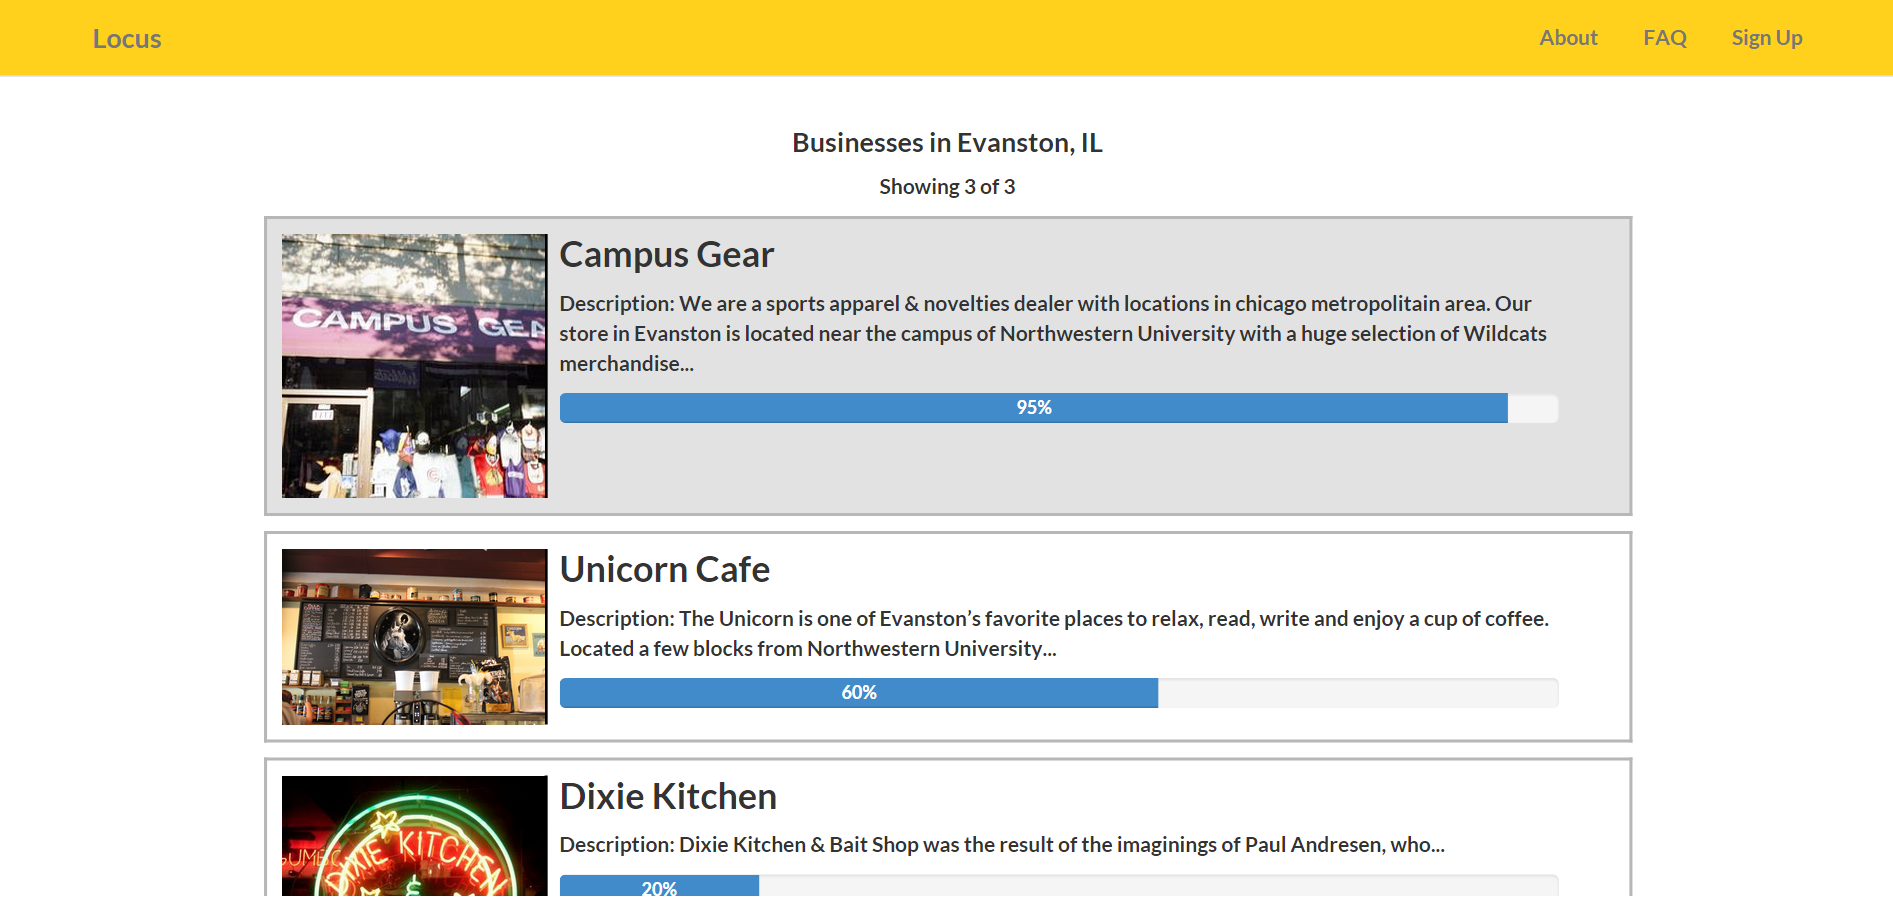 Locus
About FAQ Sign Up
Businesses in Evanston, IL
Showing 3 of 3
CAMPUS GEA
Campus Gear
Description: We are a sports apparel & novelties dealer with locations in chicago metropolitain area. Our
store in Evanston is located near the campus of Northwestern University with a huge selection of Wildcats
merchandise...
95%
Unicorn Cafe
Description: The Unicorn is one of Evanston’s favorite places to relax, read, write and enjoy a cup of coffee.
Located a few blocks from Northwestern University...
60%
DIXIE KITCHEN
&
Dixie Kitchen
Description: Dixie Kitchen & Bait Shop was the result of the imaginings of Paul Andresen, who...
20%